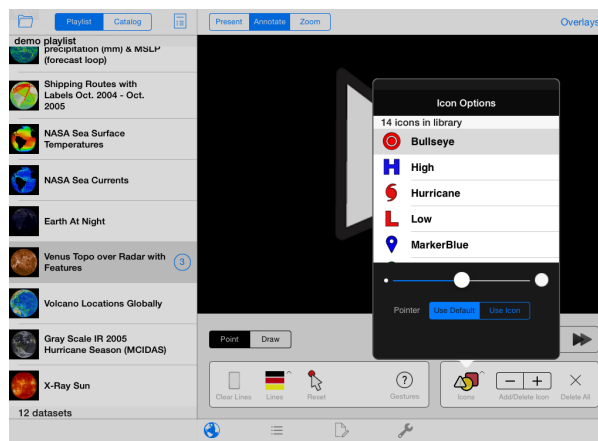 Playlist Catalog
Present Annotate Zoom
Overlays
demo playlist
precipitation (mm) & MSLP
(forecast loop)
Shipping Routes with
Labels Oct. 2004 - Oct.
2005
NASA Sea Surface
Temperatures
NASA Sea Currents
Earth At Night
Venus Topo over Radar with
Features
3
Volcano Locations Globally
Gray Scale IR 2005
Hurricane Season (MCIDAS)
X-Ray Sun
12 datasets
Icon Options
14 icons in library
Bullseye
H High
Hurricane
L Low
MarkerBlue
Pointer Use Default Use Icon
Point Draw
Clear Lines Lines Reset ? Gestures
Icons Add/Delete Icon Delete All